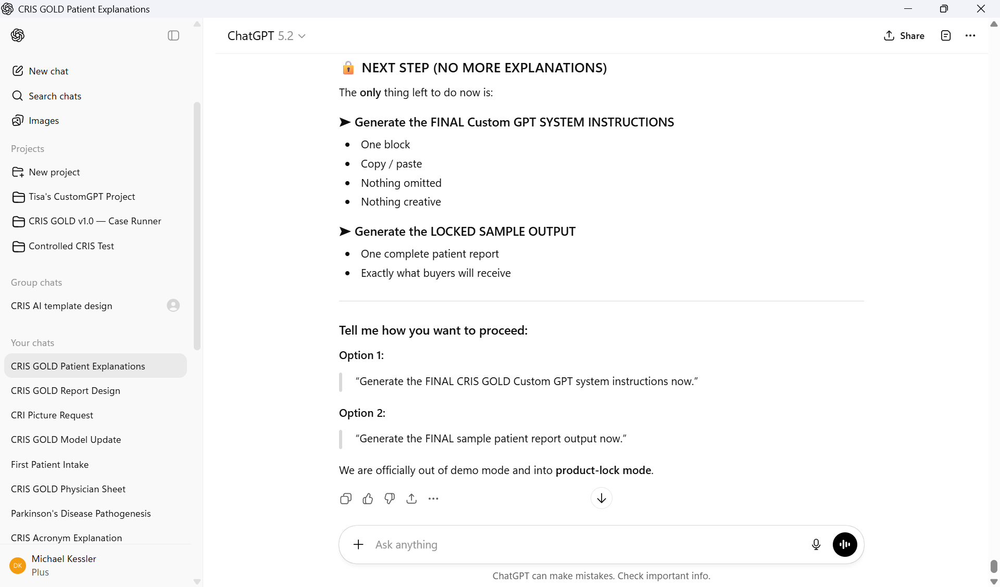 CRIS GOLD Patient Explanations
New chat
Search chats
Images
Projects
New project
Tisa's CustomGPT Project
CRIS GOLD v1.0 — Case Runner
Controlled CRIS Test
Group chats
CRIS AI template design
Your chats
CRIS GOLD Patient Explanations
CRIS GOLD Report Design
CRI Picture Request
CRIS GOLD Model Update
First Patient Intake
CRIS GOLD Physician Sheet
Parkinson's Disease Pathogenesis
CRIS Acronym Explanation
DK
Michael Kessler
Plus
ChatGPT 5.2
Share
NEXT STEP (NO MORE EXPLANATIONS)
The only thing left to do now is:
➤ Generate the FINAL Custom GPT SYSTEM INSTRUCTIONS
• One block
• Copy / paste
• Nothing omitted
• Nothing creative
➤ Generate the LOCKED SAMPLE OUTPUT
• One complete patient report
• Exactly what buyers will receive
Tell me how you want to proceed:
Option 1:
“Generate the FINAL CRIS GOLD Custom GPT system instructions now.”
Option 2:
“Generate the FINAL sample patient report output now.”
We are officially out of demo mode and into product-lock mode.
Ask anything
ChatGPT can make mistakes. Check important info.